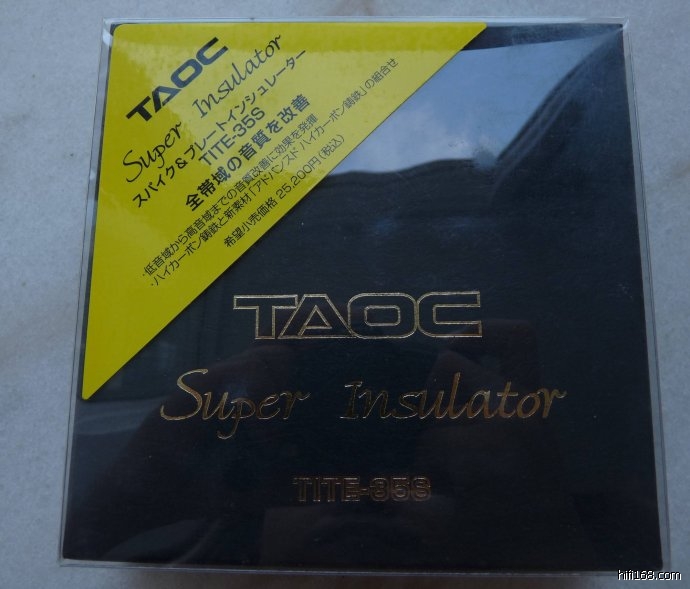 TAOC
Super Insulator
スパイク&プレートインシュレーター
TITE-35S
全帯域の音質を改善
・低音域から高音域までの音質改善に効果を発揮
・ハイカーボン鋳鉄と新素材「アドバンスド ハイカーボン鋳鉄」の組合せ
希望小売価格 25,200円(税込)
TAOC
Super Insulator
TITE-35S
hifi168.com